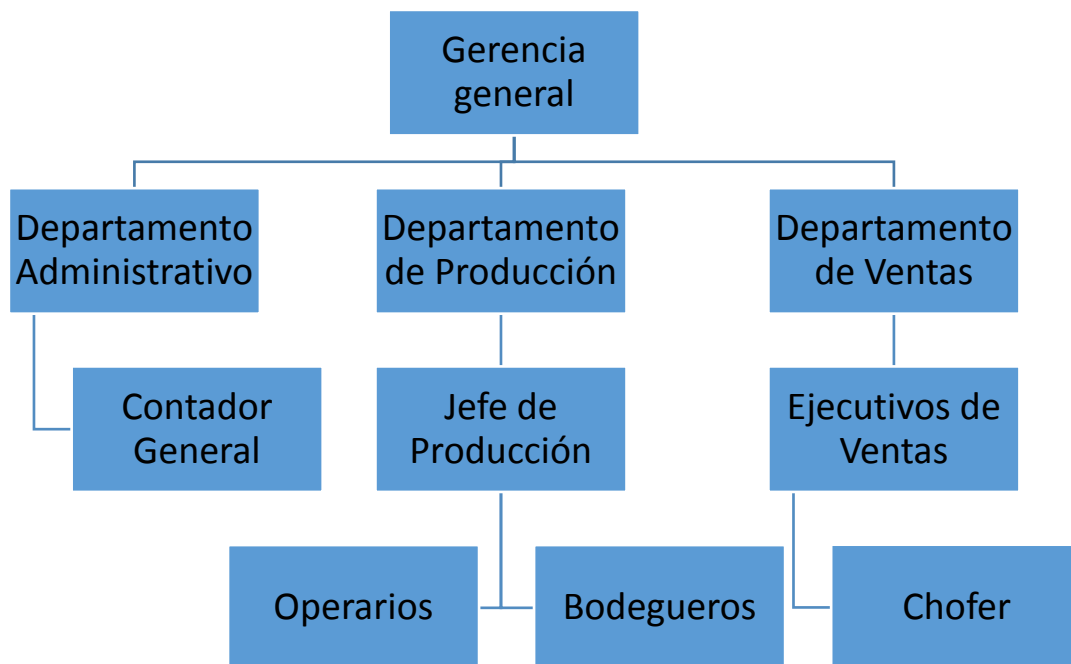 Gerencia
general
Departamento
Administrativo
Departamento
de Producción
Departamento
de Ventas
Contador
General
Jefe de
Producción
Ejecutivos de
Ventas
Operarios
Bodegueros
Chofer